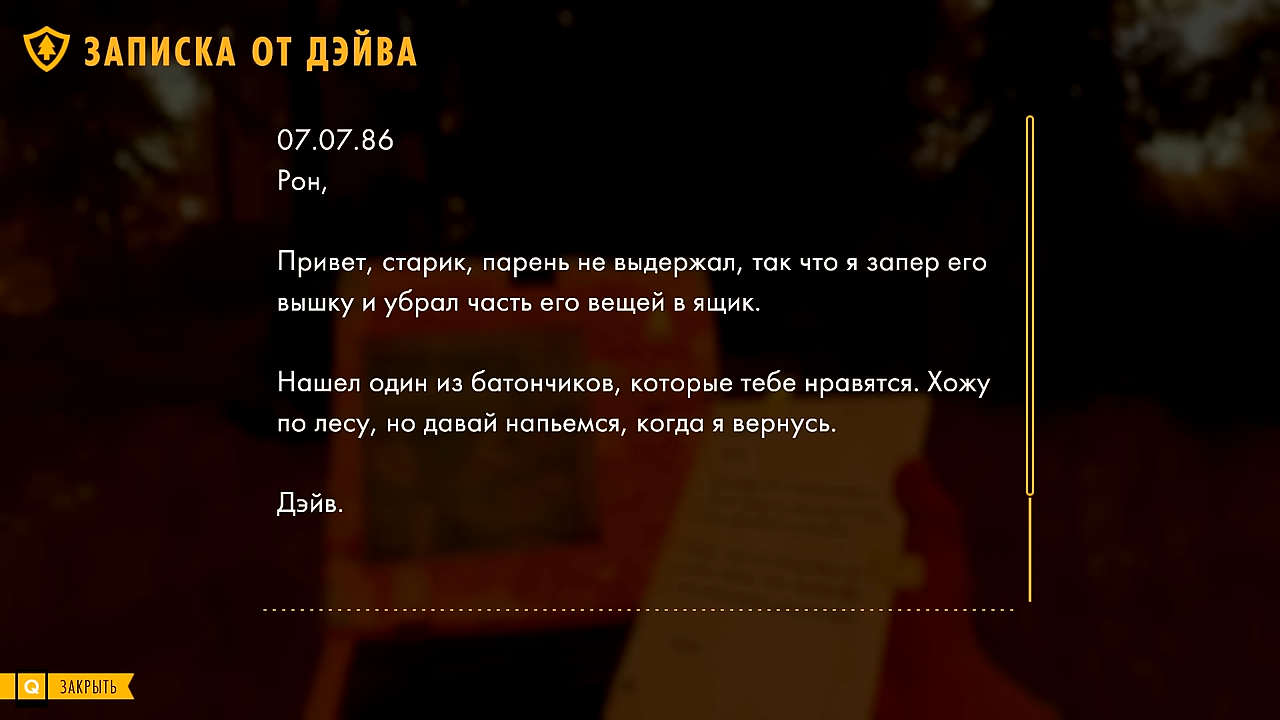 ЗАПИСКА ОТ ДЭЙВА
07.07.86
Рон,
Привет, старик, парень не выдержал, так что я запер его
вышку и убрал часть его вещей в ящик.
Нашел один из батончиков, которые тебе нравятся. Хожу
по лесу, но давай напьемся, когда я вернусь.
Дэйв.
Q ЗАКРЫТЬ